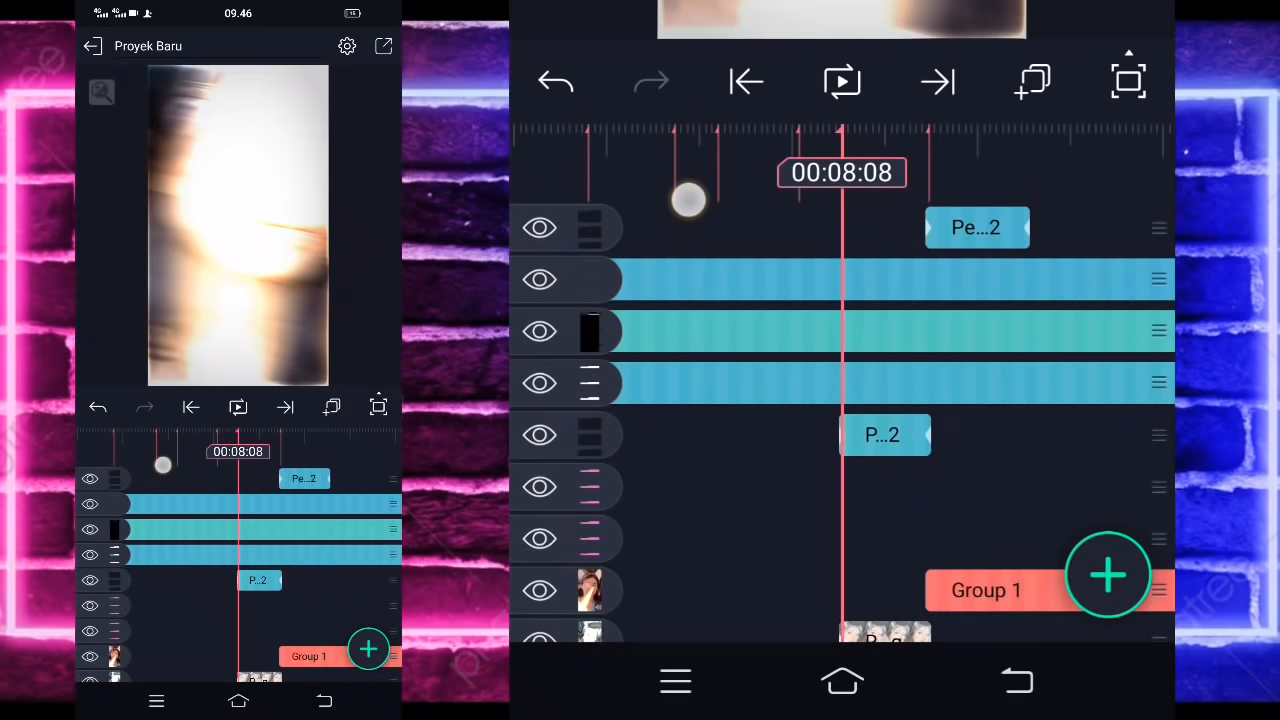 09.46
Proyek Baru
00:08:08
Pe...2
P...2
Group 1
00:08:08
Pe...2
P...2
Group 1